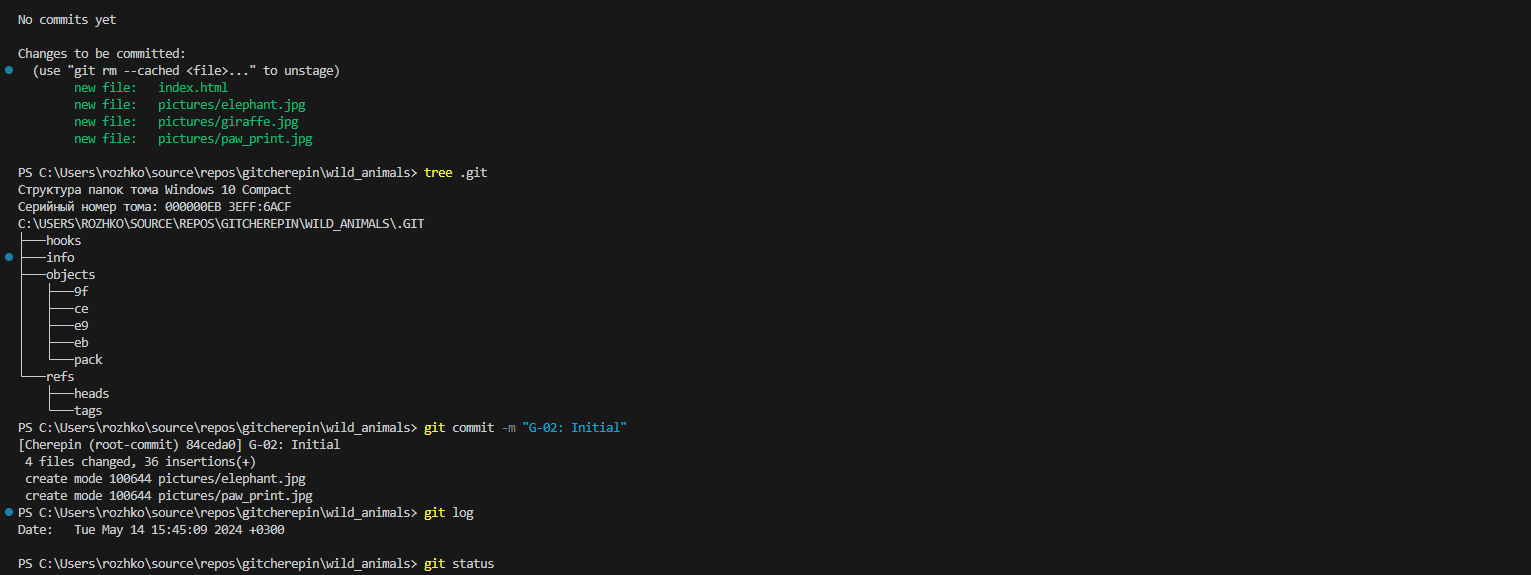 No commits yet
Changes to be committed:
(use "git rm --cached <file>..." to unstage)
new file:   index.html
new file:   pictures/elephant.jpg
new file:   pictures/giraffe.jpg
new file:   pictures/paw_print.jpg
PS C:\Users\rozhko\source\repos\gitcherepin\wild_animals> tree .git
Структура папок тома Windows 10 Compact
Серийный номер тома: 000000EB 3EFF:6ACF
C:\USERS\ROZHKO\SOURCE\REPOS\GITCHEREPIN\WILD_ANIMALS\.GIT
├───hooks
├───info
├───objects
│   ├───9f
│   ├───ce
│   ├───e9
│   ├───eb
│   └───pack
└───refs
    ├───heads
    └───tags
PS C:\Users\rozhko\source\repos\gitcherepin\wild_animals> git commit -m "G-02: Initial"
[Cherepin (root-commit) 84ceda0] G-02: Initial
4 files changed, 36 insertions(+)
create mode 100644 pictures/elephant.jpg
create mode 100644 pictures/paw_print.jpg
PS C:\Users\rozhko\source\repos\gitcherepin\wild_animals> git log
Date:   Tue May 14 15:45:09 2024 +0300
PS C:\Users\rozhko\source\repos\gitcherepin\wild_animals> git status